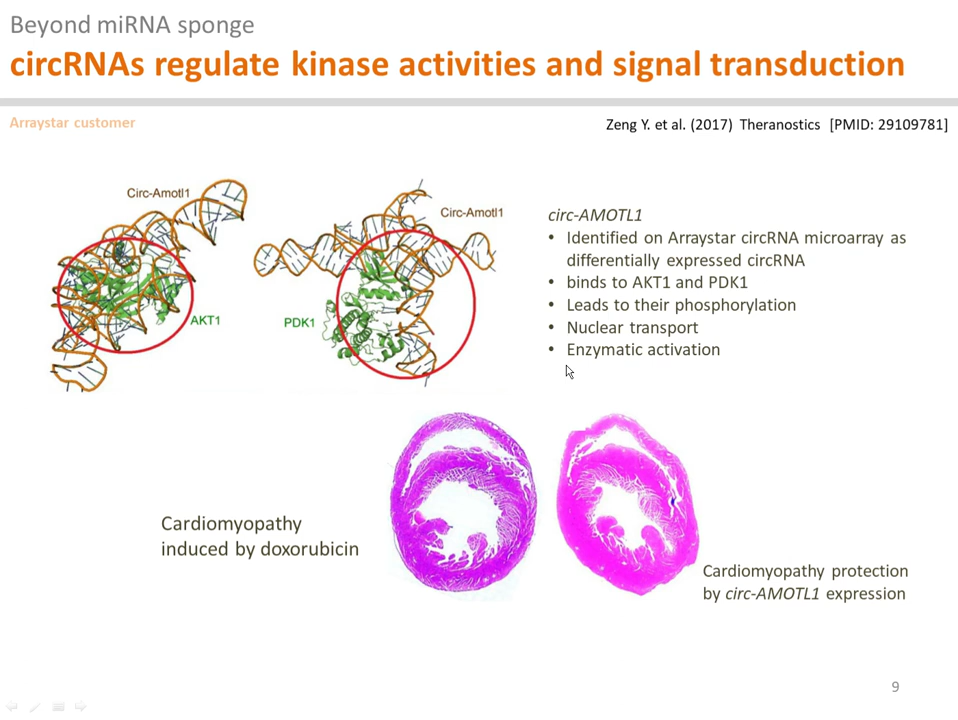 Beyond miRNA sponge
circRNAs regulate kinase activities and signal transduction
Arraystar customer
Zeng Y. et al. (2017) Theranostics [PMID: 29109781]
Circ-Amotl1
AKT1
Circ-Amotl1
PDK1
circ-AMOTL1
• Identified on Arraystar circRNA microarray as
differentially expressed circRNA
• binds to AKT1 and PDK1
• Leads to their phosphorylation
• Nuclear transport
• Enzymatic activation
Cardiomyopathy
induced by doxorubicin
Cardiomyopathy protection
by circ-AMOTL1 expression
9